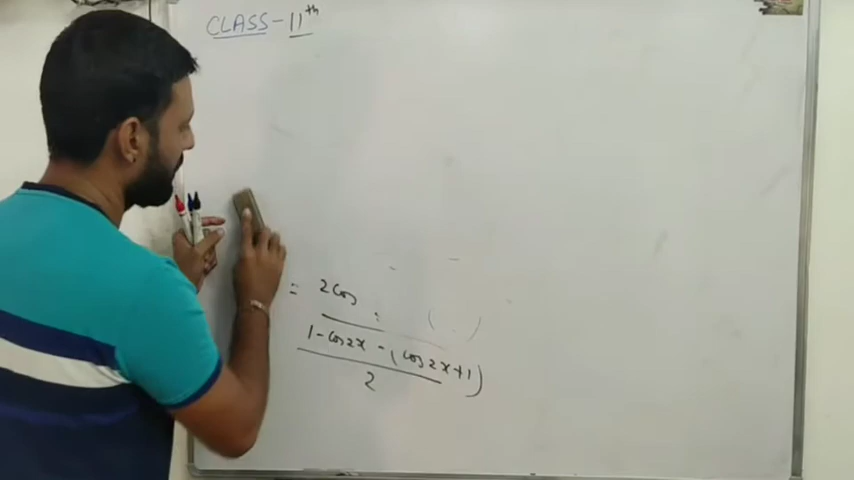 CLASS-11th
= 2cos
1-cos2x - (cos2x+1)
2